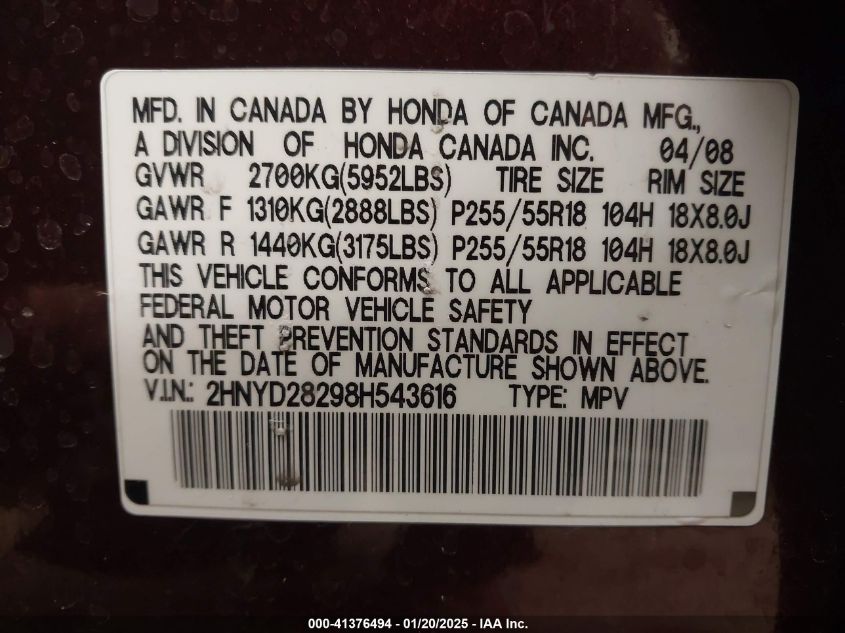 MFD. IN CANADA BY HONDA OF CANADA MFG.,
A DIVISION OF HONDA CANADA INC. 04/08
GVWR 2700KG(5952LBS) TIRE SIZE RIM SIZE
GAWR F 1310KG(2888LBS) P255/55R18 104H 18X8.0J
GAWR R 1440KG(3175LBS) P255/55R18 104H 18X8.0J
THIS VEHICLE CONFORMS TO ALL APPLICABLE
FEDERAL MOTOR VEHICLE SAFETY
AND THEFT PREVENTION STANDARDS IN EFFECT
ON THE DATE OF MANUFACTURE SHOWN ABOVE.
V.I.N.: 2HNYD28298H543616 TYPE: MPV
000-41376494 - 01/20/2025 - IAA Inc.